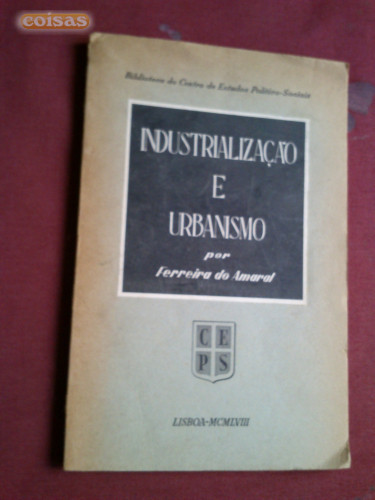 coisas
Biblioteca do Centro de Estudos Político-Sociais
INDUSTRIALIZAÇÃO
E
URBANISMO
por
Ferreira do Amaral
C E
P S
LISBOA-MCMLVIII